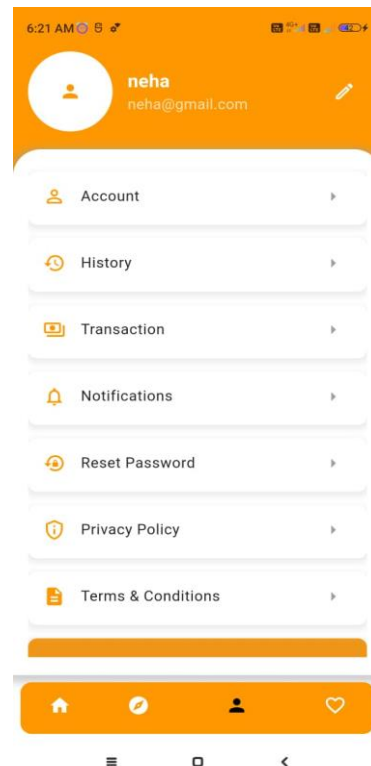 6:21 AM
neha
neha@gmail.com
Account
History
Transaction
Notifications
Reset Password
Privacy Policy
Terms & Conditions